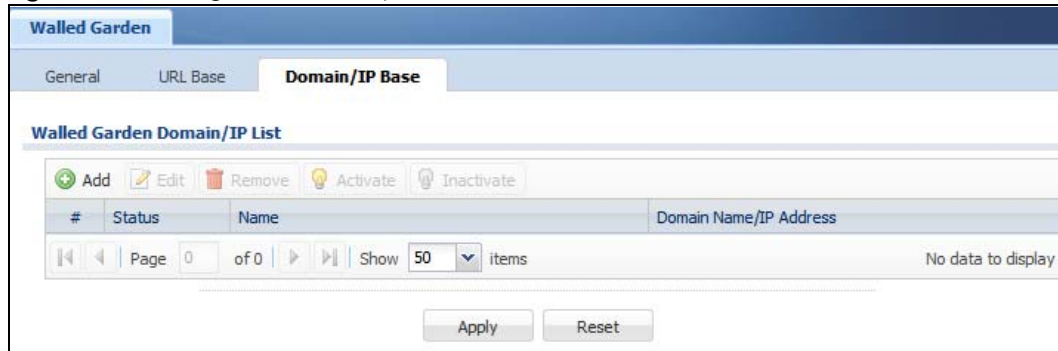 Walled Garden
General URL Base Domain/IP Base
Walled Garden Domain/IP List
Add Edit Remove Activate Inactivate
# Status Name Domain Name/IP Address
Page 0 of 0 Show 50 items No data to display
Apply Reset